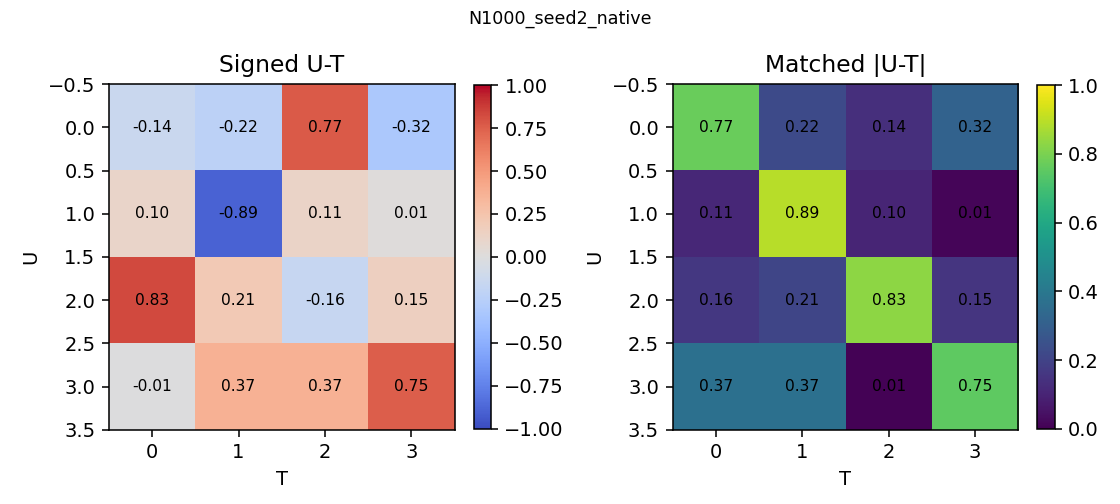 N1000_seed2_native
Signed U-T
−0.5
0.0
0.5
1.0
1.5
2.0
2.5
3.0
3.5
U
-0.14 -0.22 0.77 -0.32
0.10 -0.89 0.11 0.01
0.83 0.21 -0.16 0.15
-0.01 0.37 0.37 0.75
0 1 2 3
T
1.00
0.75
0.50
0.25
0.00
−0.25
−0.50
−0.75
−1.00
Matched |U-T|
−0.5
0.0
0.5
1.0
1.5
2.0
2.5
3.0
3.5
U
0.77 0.22 0.14 0.32
0.11 0.89 0.10 0.01
0.16 0.21 0.83 0.15
0.37 0.37 0.01 0.75
0 1 2 3
T
1.0
0.8
0.6
0.4
0.2
0.0